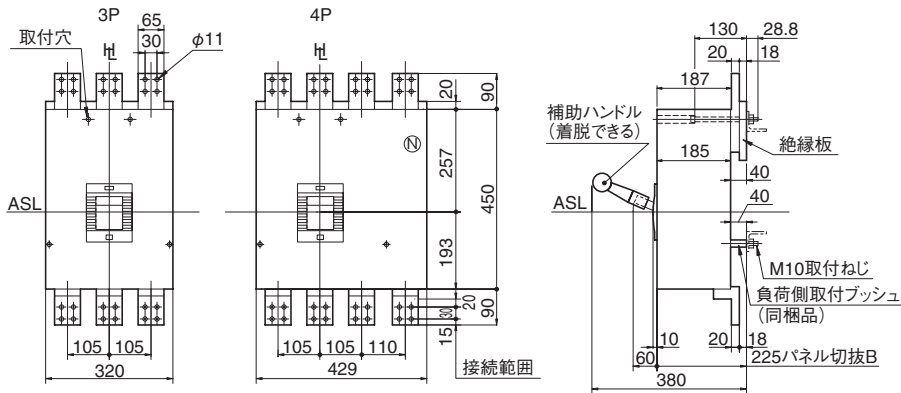 3P
65
30
取付穴
φ11
HL
ASL
105
105
320
4P
HL
20
90
N
257
450
193
20
30
15
90
105
105
110
429
接続範囲
130
28.8
20
18
187
補助ハンドル
(着脱できる)
絶縁板
185
40
ASL
40
M10取付ねじ
負荷側取付ブッシュ
(同梱品)
10
20
18
60
225パネル切抜B
380